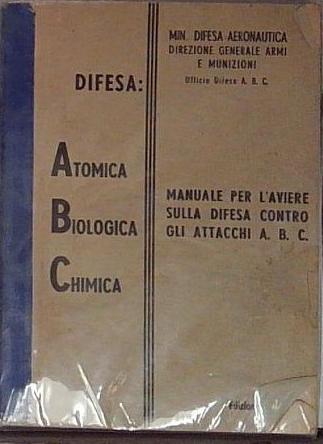 MIN. DIFESA AERONAUTICA
DIREZIONE GENERALE ARMI
E MUNIZIONI
Ufficio Difesa A. B. C.
DIFESA:
ATOMICA
BIOLOGICA
CHIMICA
MANUALE PER L'AVIERE
SULLA DIFESA CONTRO
GLI ATTACCHI A. B. C.